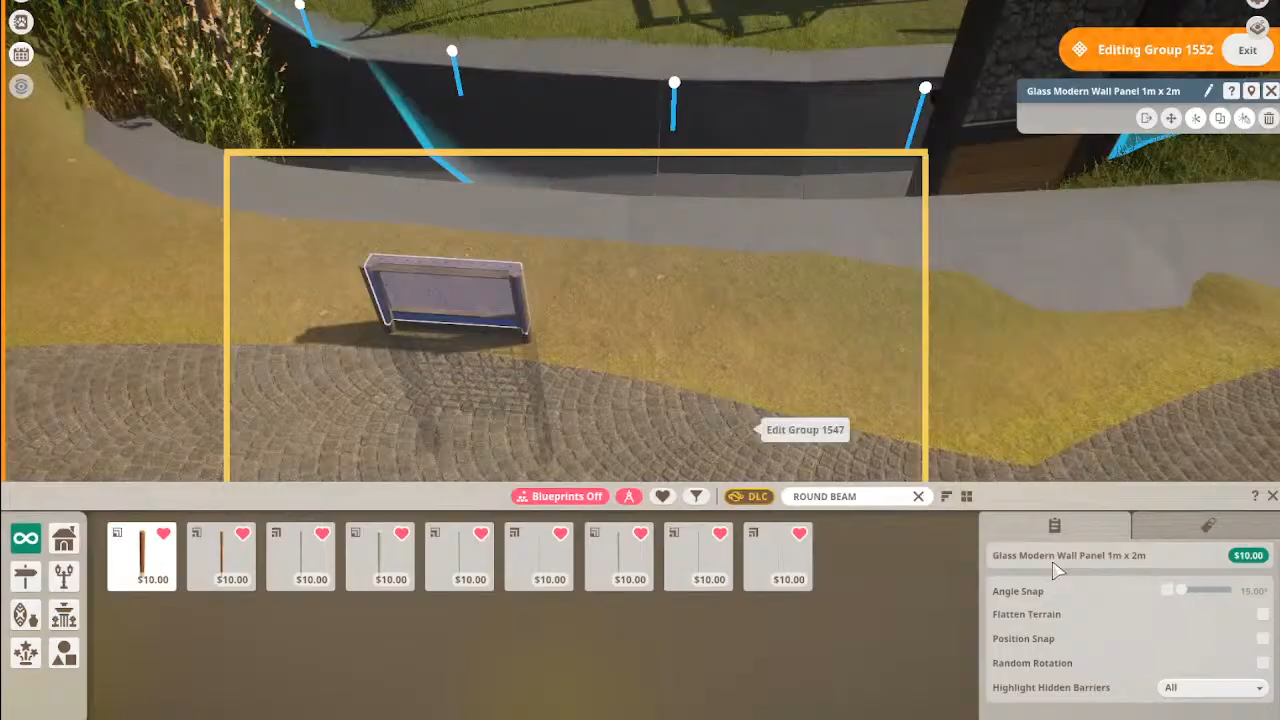 Editing Group 1552
Exit
Glass Modern Wall Panel 1m x 2m
?
Edit Group 1547
Blueprints Off
DLC
ROUND BEAM
?
$10.00
$10.00
$10.00
$10.00
$10.00
$10.00
$10.00
$10.00
$10.00
Glass Modern Wall Panel 1m x 2m
$10.00
Angle Snap
15.00°
Flatten Terrain
Position Snap
Random Rotation
Highlight Hidden Barriers
All